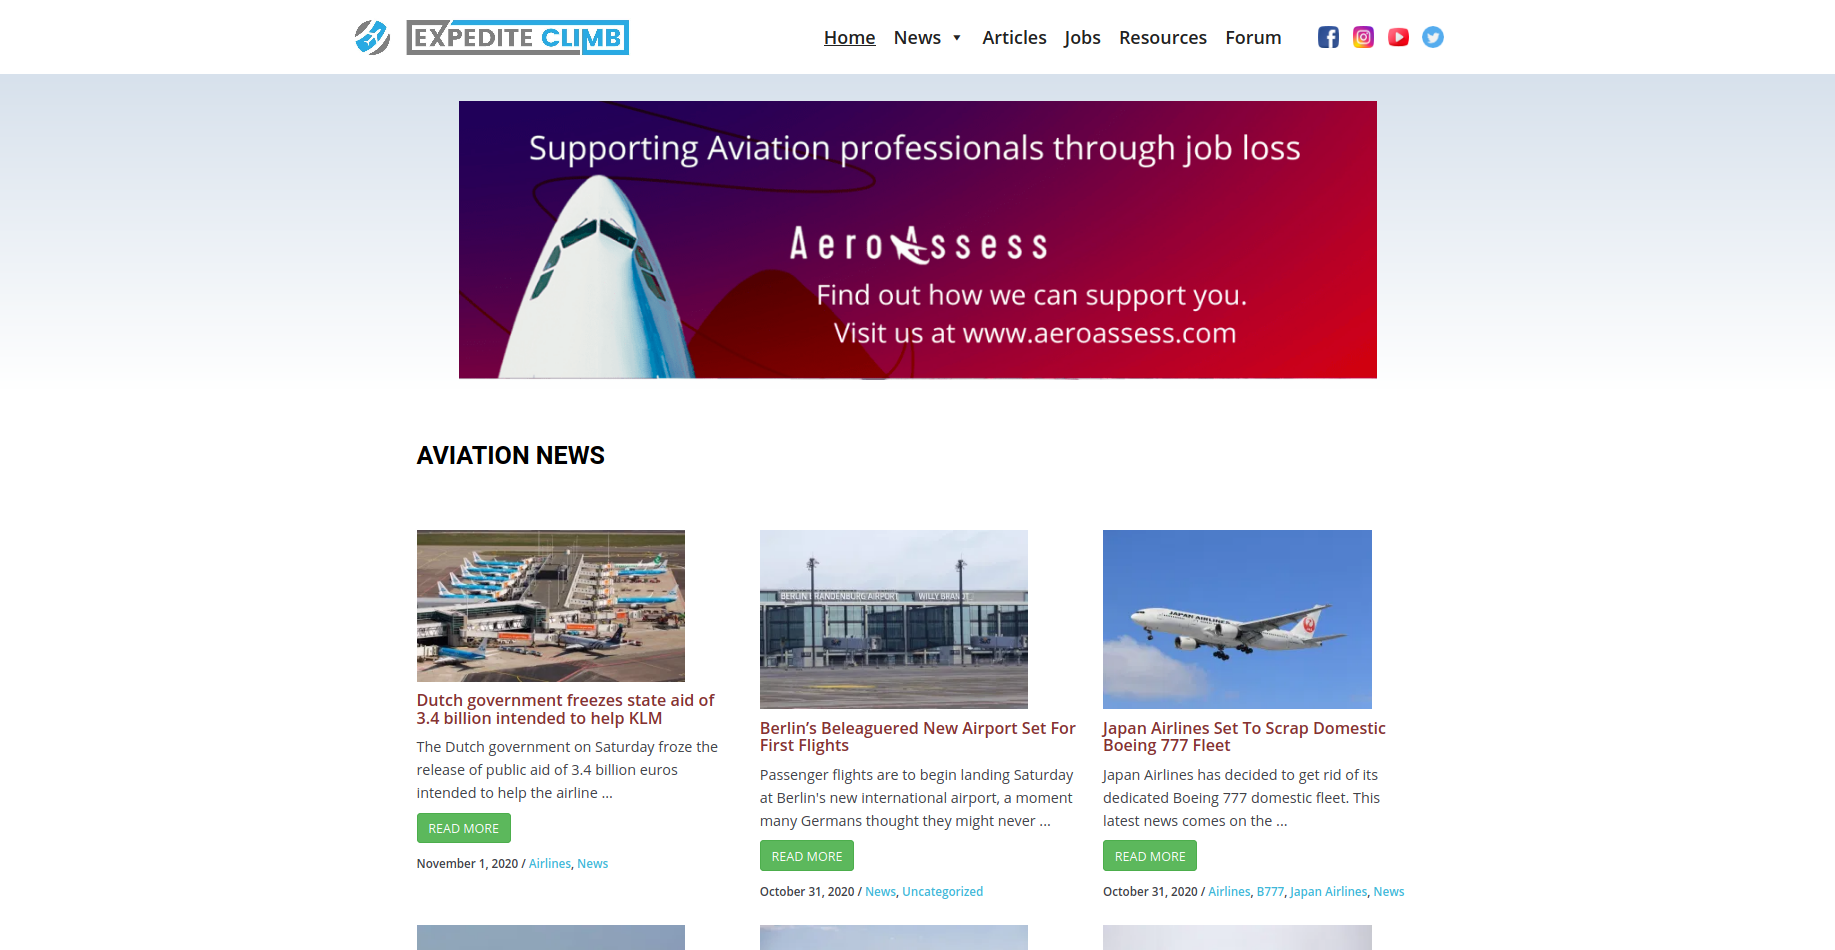 EXPEDITE CLIMB
Home News Articles Jobs Resources Forum
Supporting Aviation professionals through job loss
AeroAssess
Find out how we can support you.
Visit us at www.aeroassess.com
AVIATION NEWS
BERLIN BRANDENBURG AIRPORT WILLY BRANDT
JAPAN AIRLINES
Dutch government freezes state aid of
3.4 billion intended to help KLM
The Dutch government on Saturday froze the
release of public aid of 3.4 billion euros
intended to help the airline ...
READ MORE
November 1, 2020 / Airlines, News
Berlin’s Beleaguered New Airport Set For
First Flights
Passenger flights are to begin landing Saturday
at Berlin's new international airport, a moment
many Germans thought they might never ...
READ MORE
October 31, 2020 / News, Uncategorized
Japan Airlines Set To Scrap Domestic
Boeing 777 Fleet
Japan Airlines has decided to get rid of its
dedicated Boeing 777 domestic fleet. This
latest news comes on the ...
READ MORE
October 31, 2020 / Airlines, B777, Japan Airlines, News